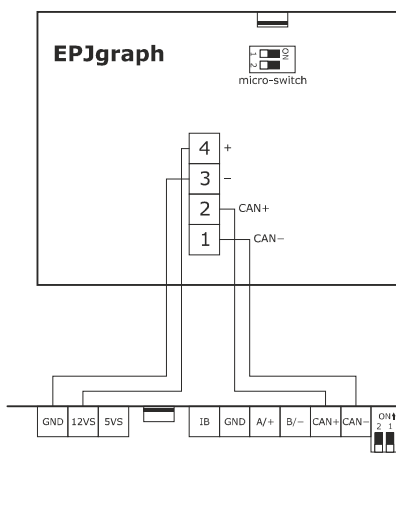 EPJgraph
ON
1
2
micro-switch
4 +
3 −
2 CAN+
1 CAN−
GND 12VS 5VS IB GND A/+ B/− CAN+ CAN−
ON
2 1